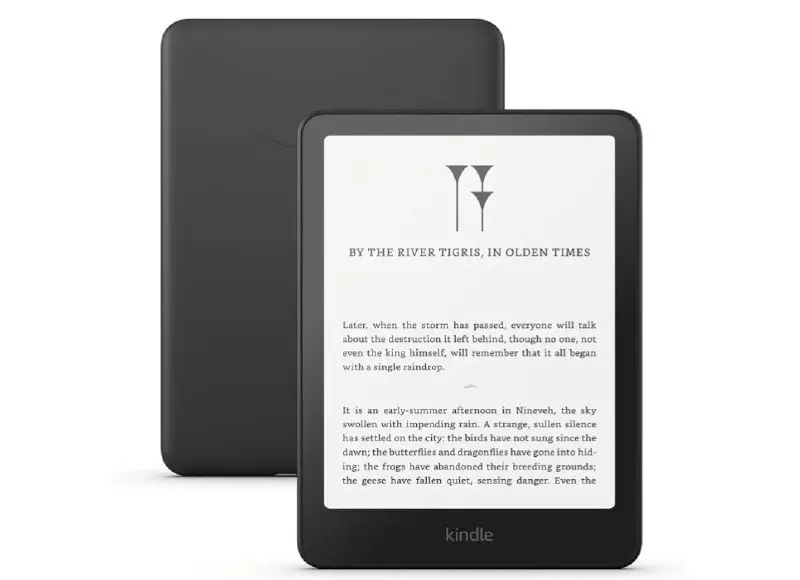 BY THE RIVER TIGRIS, IN OLDEN TIMES
Later, when the storm has passed, everyone will talk
about the destruction it left behind, though no one, not
even the king himself, will remember that it all began
with a single raindrop.
It is an early-summer afternoon in Nineveh, the sky
swollen with impending rain. A strange, sullen silence
has settled on the city: the birds have not sung since the
dawn; the butterflies and dragonflies have gone into hid-
ing; the frogs have abandoned their breeding grounds;
the geese have fallen quiet, sensing danger. Even the
kindle